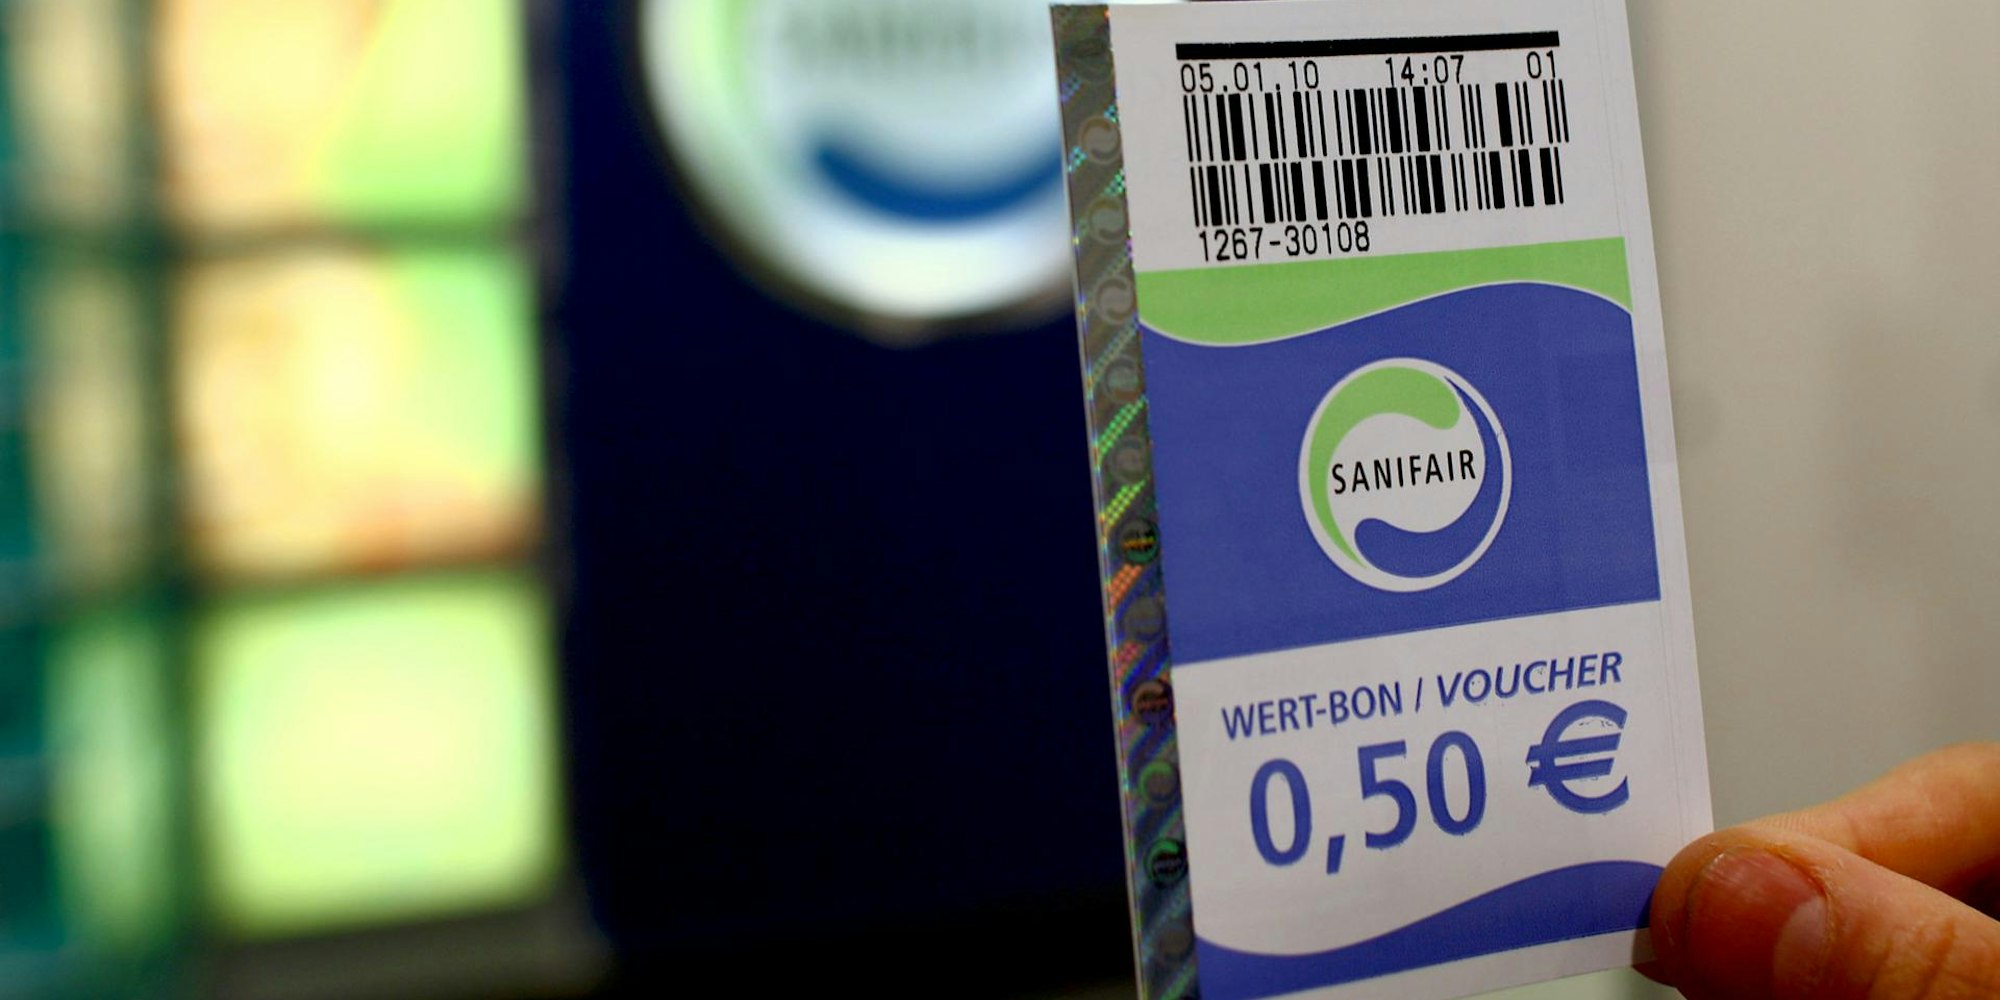 05.01.10 14:07 01
1267-30108
SANIFAIR
WERT-BON / VOUCHER
0,50 €